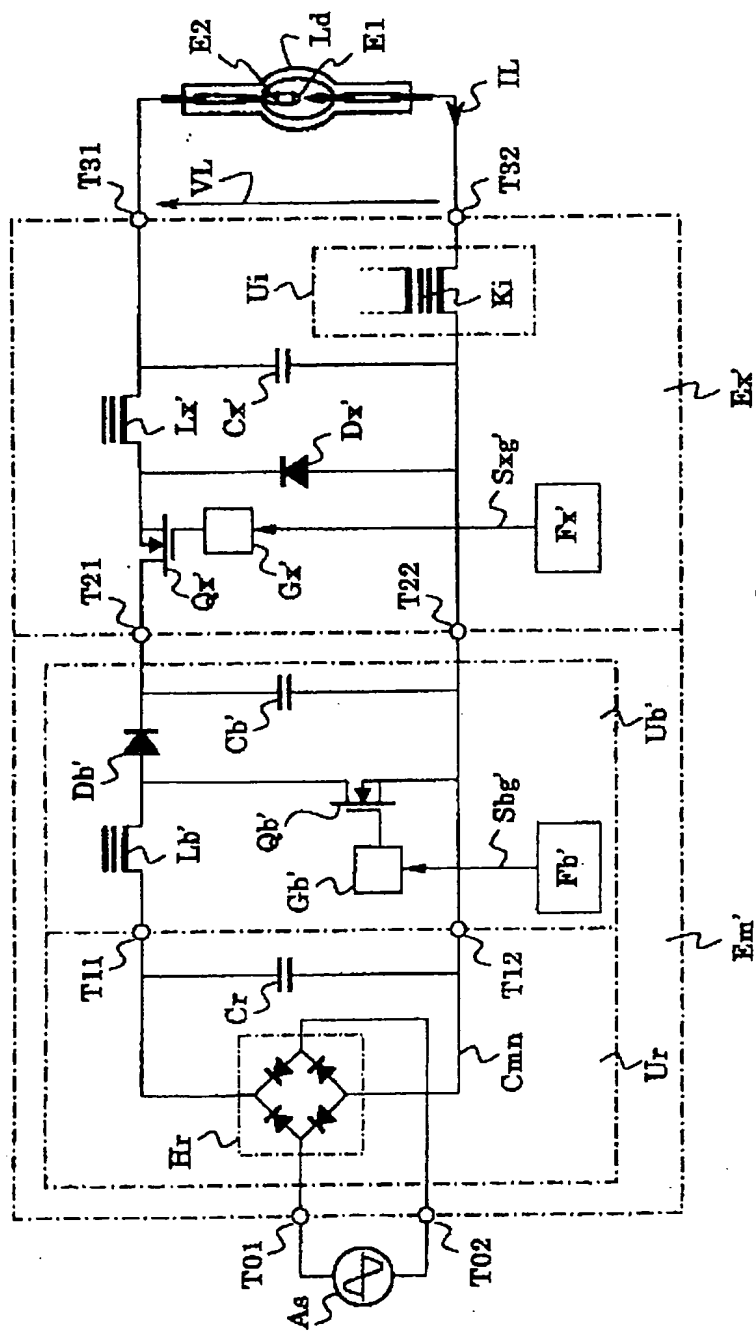 As
T01
T02
Hr
Cr
T11
T12
Cmn
Ur
Lb'
Db'
Gb'
Qb'
Cb'
Sbg'
Fb'
Ub'
Em'
T21
T22
Qx'
Gx'
Lx'
Cx'
Dx'
Sxg'
Fx'
Ex'
Ui
Ki
T31
T32
VL
IL
E2
Ld
E1